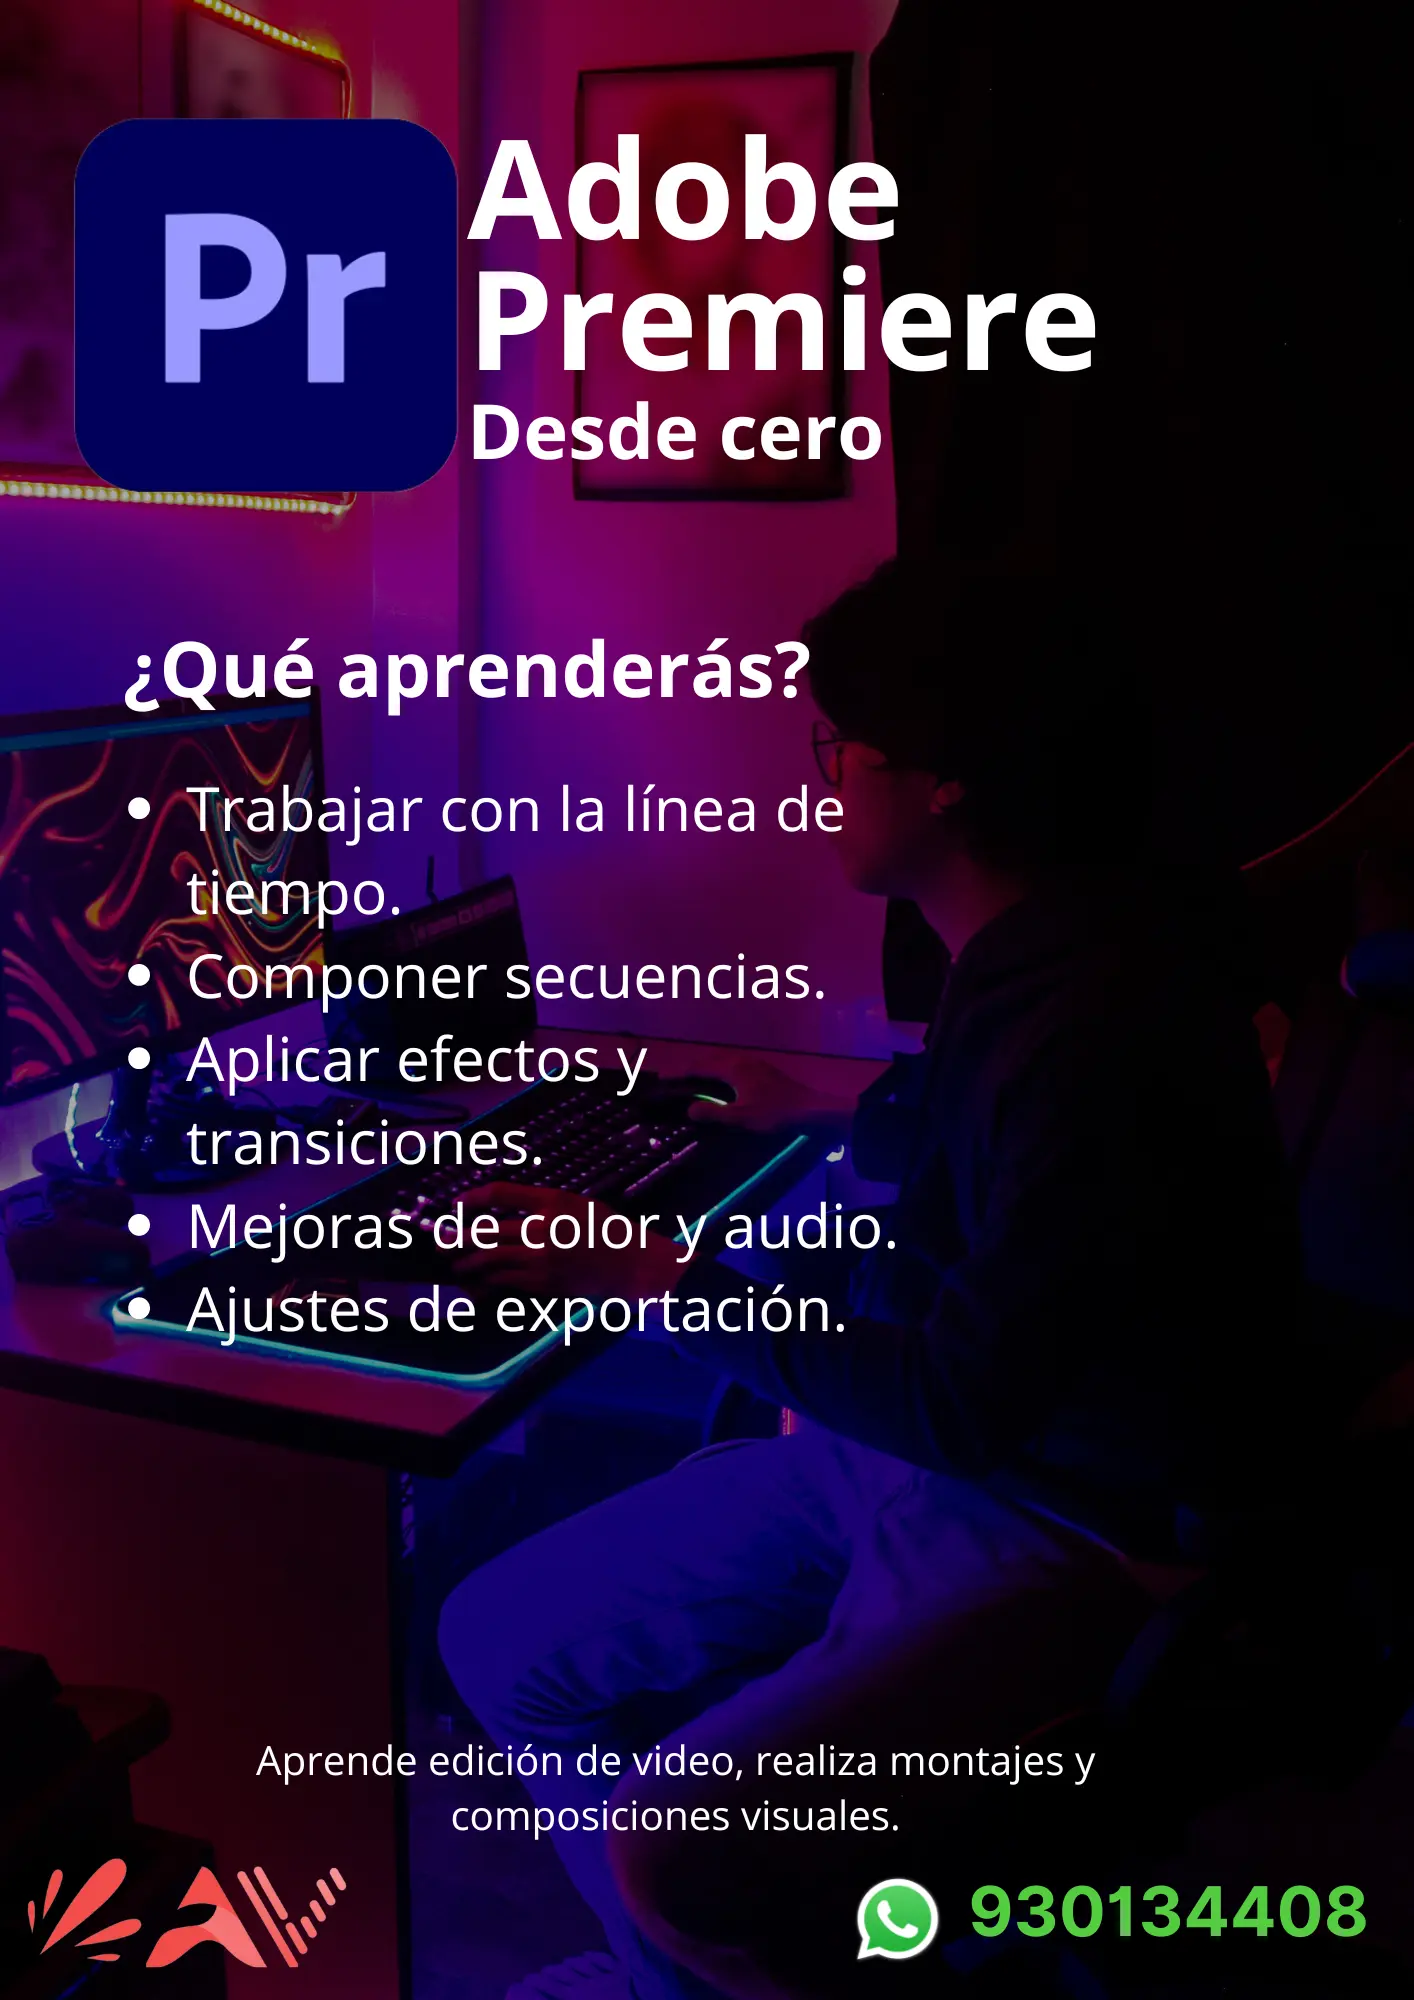 Pr
Adobe
Premiere
Desde cero
¿Qué aprenderás?
• Trabajar con la línea de
tiempo.
• Componer secuencias.
• Aplicar efectos y
transiciones.
• Mejoras de color y audio.
• Ajustes de exportación.
Aprende edición de video, realiza montajes y
composiciones visuales.
930134408